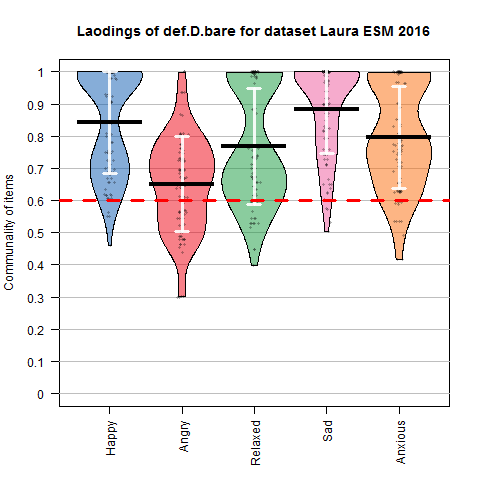 Laodings of def.D.bare for dataset Laura ESM 2016
Communality of items
1
0.9
0.8
0.7
0.6
0.5
0.4
0.3
0.2
0.1
0
Happy
Angry
Relaxed
Sad
Anxious